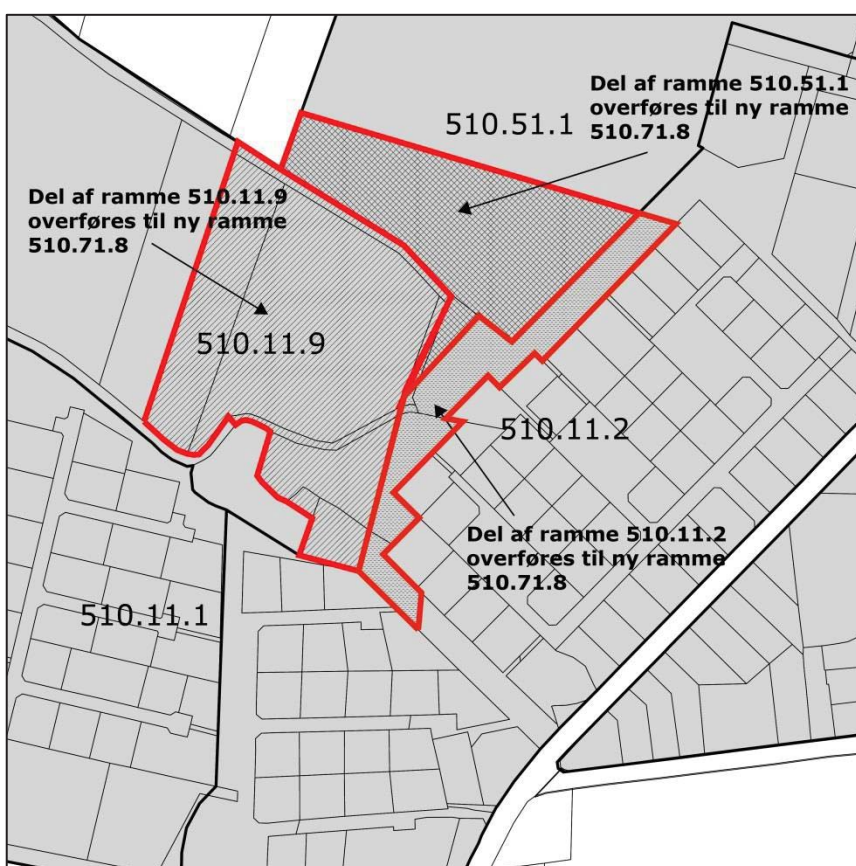 Del af ramme 510.51.1
overføres til ny ramme
510.71.8
510.51.1
Del af ramme 510.11.9
overføres til ny ramme
510.71.8
510.11.9
510.11.2
Del af ramme 510.11.2
overføres til ny ramme
510.71.8
510.11.1